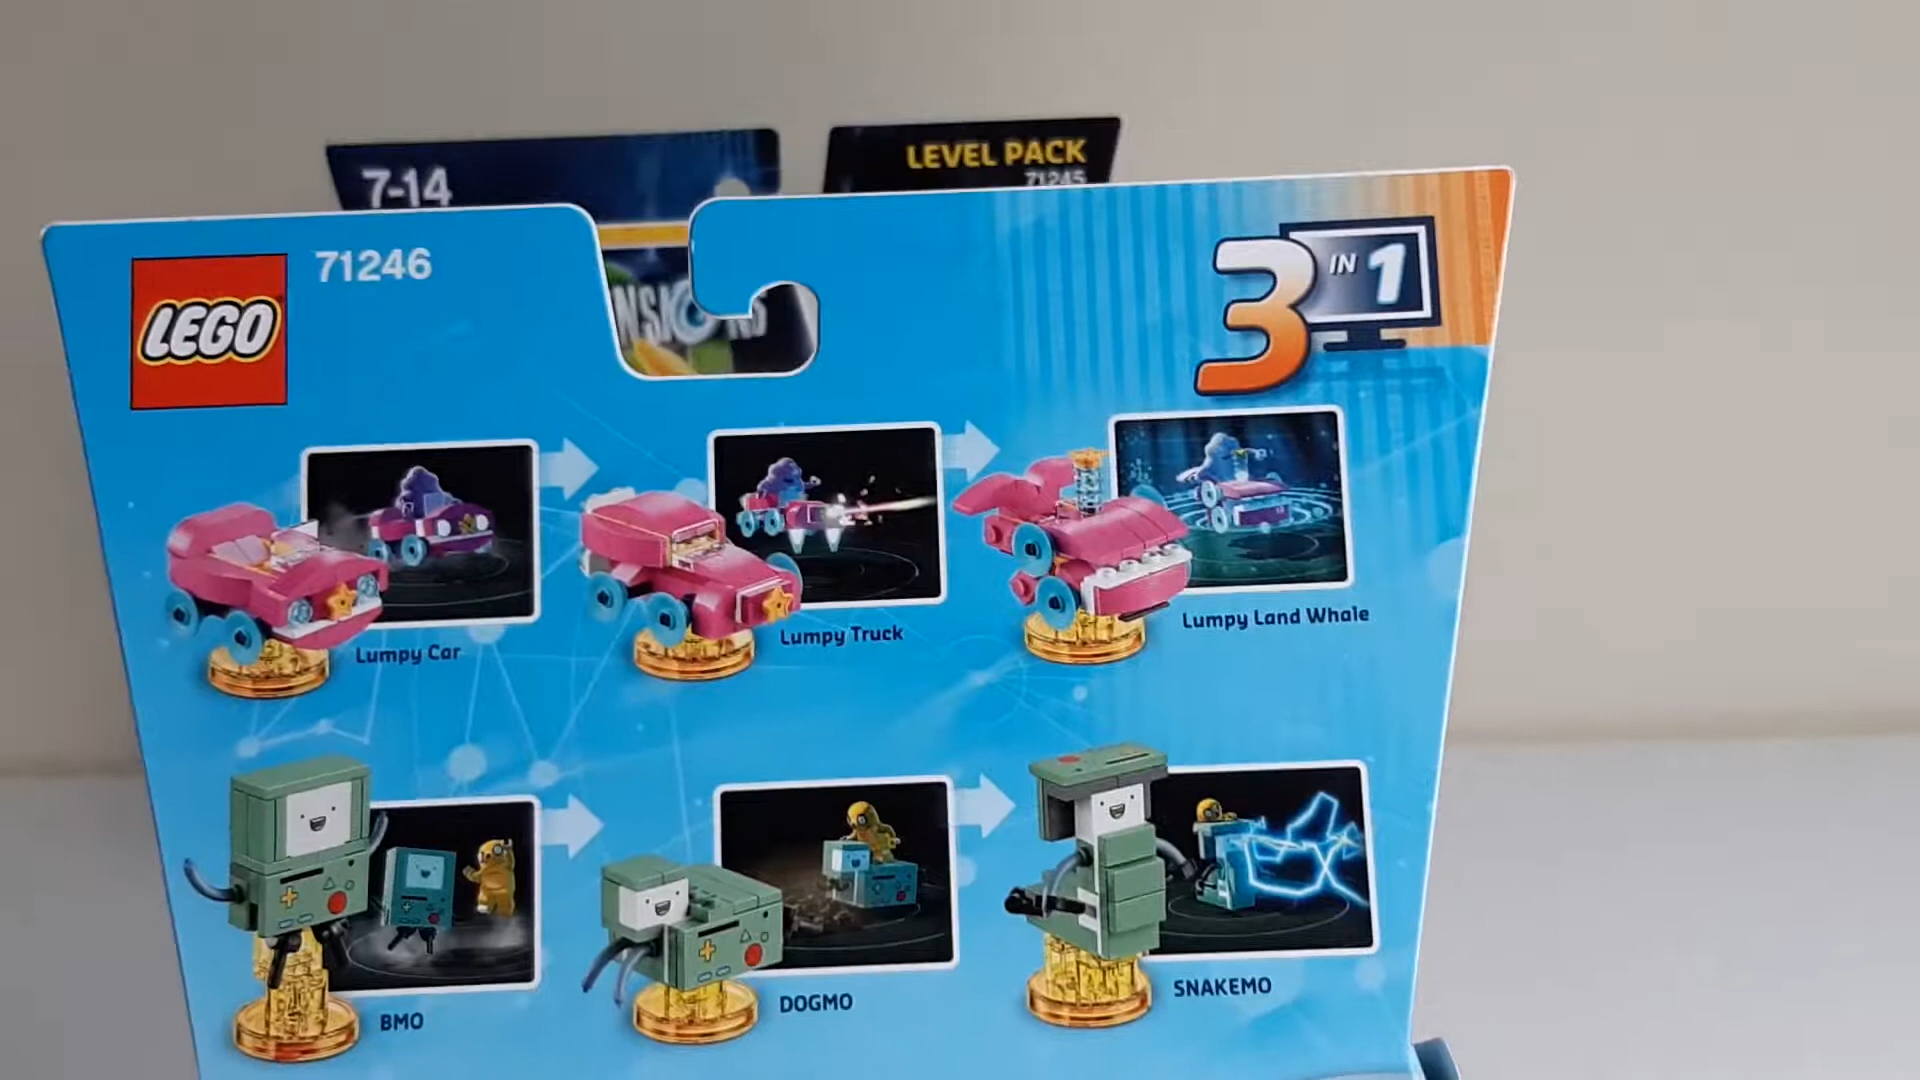 7-14
LEVEL PACK
71245
LEGO
71246
NSIONS
3 IN 1
Lumpy Car
Lumpy Truck
Lumpy Land Whale
BMO
DOGMO
SNAKEMO